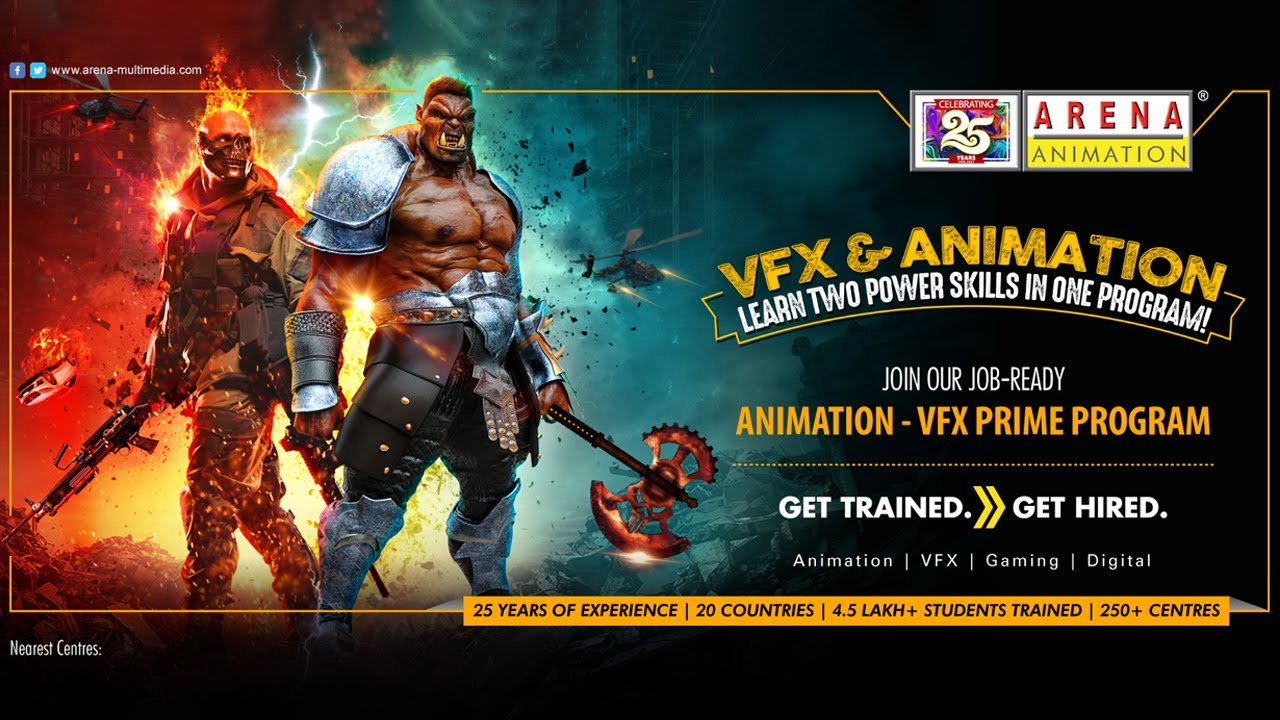 www.arena-multimedia.com
CELEBRATING
25
YEARS
ARENA
ANIMATION
®
VFX & ANIMATION
LEARN TWO POWER SKILLS IN ONE PROGRAM!
JOIN OUR JOB-READY
ANIMATION - VFX PRIME PROGRAM
GET TRAINED. GET HIRED.
Animation | VFX | Gaming | Digital
25 YEARS OF EXPERIENCE | 20 COUNTRIES | 4.5 LAKH+ STUDENTS TRAINED | 250+ CENTRES
Nearest Centres: